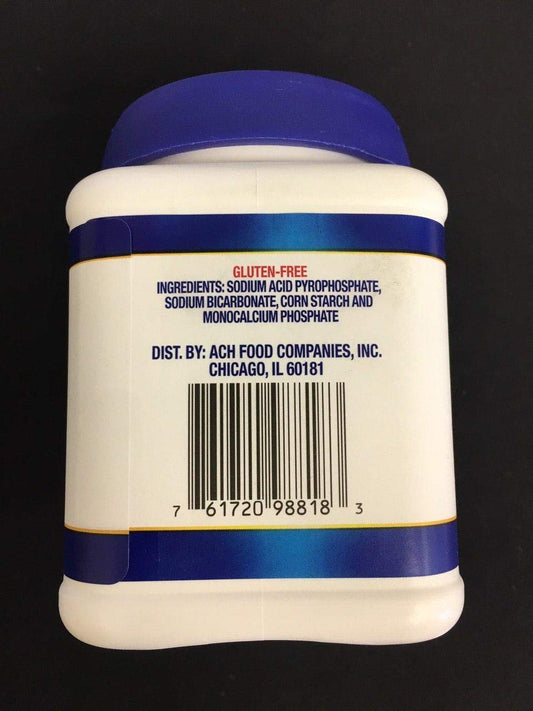 GLUTEN-FREE
INGREDIENTS: SODIUM ACID PYROPHOSPHATE,
SODIUM BICARBONATE, CORN STARCH AND
MONOCALCIUM PHOSPHATE
DIST. BY: ACH FOOD COMPANIES, INC.
CHICAGO, IL 60181
7 61720 98818 3